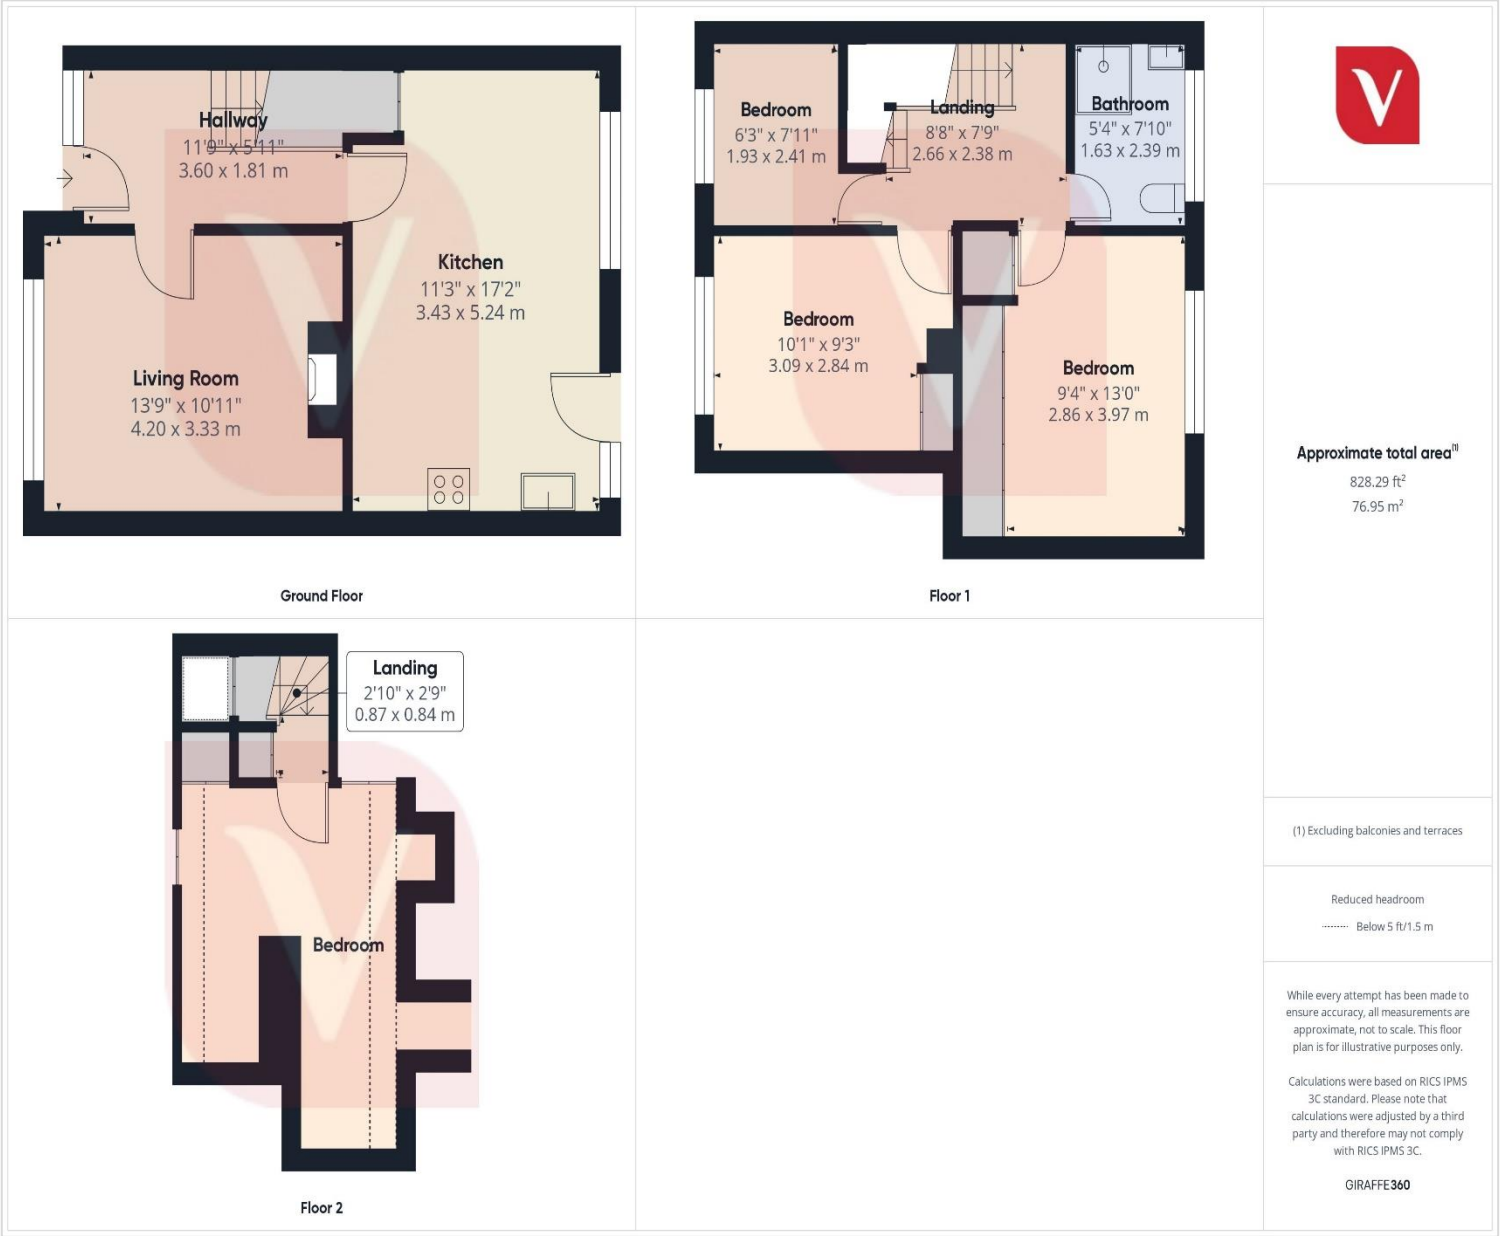 Hallway
11'9" x 5'11"
3.60 x 1.81 m
Kitchen
11'3" x 17'2"
3.43 x 5.24 m
Living Room
13'9" x 10'11"
4.20 x 3.33 m
Ground Floor
Bedroom
6'3" x 7'11"
1.93 x 2.41 m
Landing
8'8" x 7'9"
2.66 x 2.38 m
Bathroom
5'4" x 7'10"
1.63 x 2.39 m
Bedroom
10'1" x 9'3"
3.09 x 2.84 m
Bedroom
9'4" x 13'0"
2.86 x 3.97 m
Floor 1
Landing
2'10" x 2'9"
0.87 x 0.84 m
Bedroom
Floor 2
V
Approximate total area⁽¹⁾
828.29 ft²
76.95 m²
(1) Excluding balconies and terraces
Reduced headroom
Below 5 ft/1.5 m
While every attempt has been made to
ensure accuracy, all measurements are
approximate, not to scale. This floor
plan is for illustrative purposes only.
Calculations were based on RICS IPMS
3C standard. Please note that
calculations were adjusted by a third
party and therefore may not comply
with RICS IPMS 3C.
GIRAFFE360